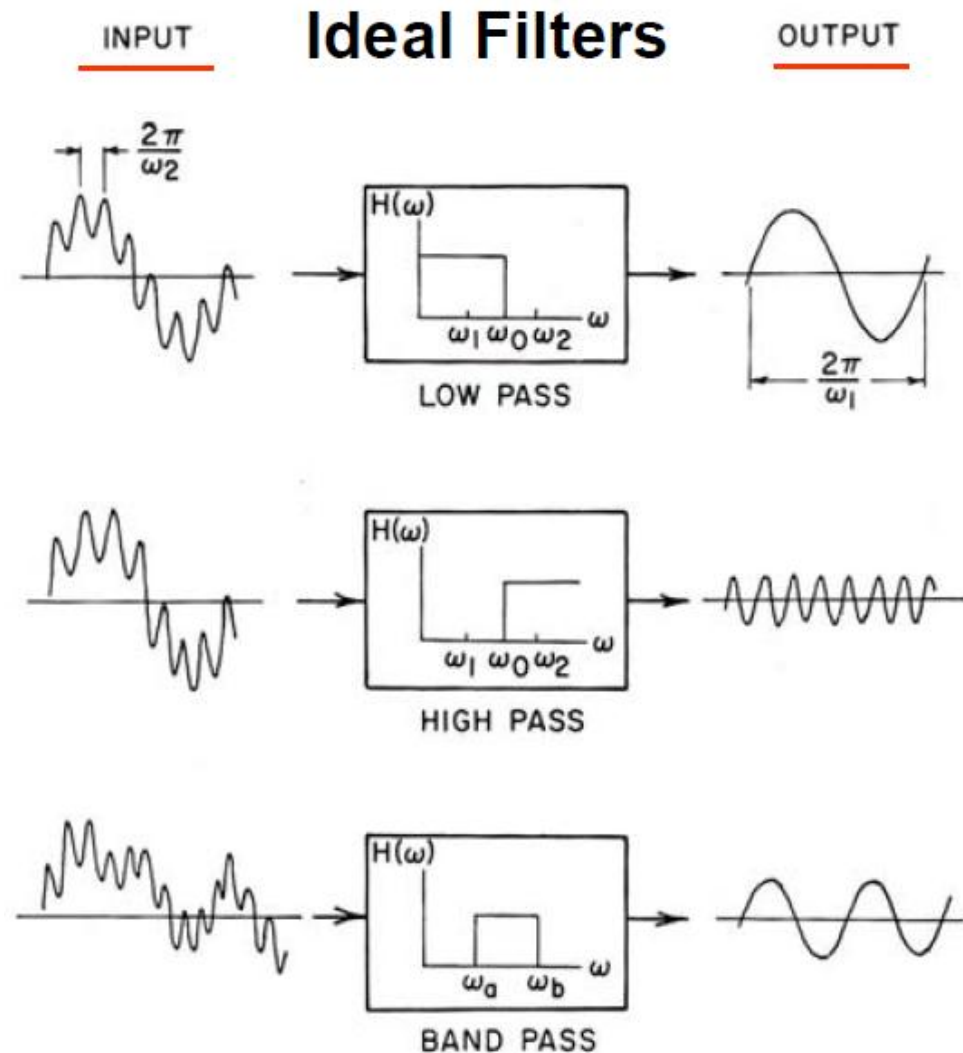 INPUT Ideal Filters OUTPUT
2π
ω2
H(ω)
ω1 ω0 ω2 ω
LOW PASS
2π
ω1
H(ω)
ω1 ω0 ω2 ω
HIGH PASS
H(ω)
ωa ωb ω
BAND PASS